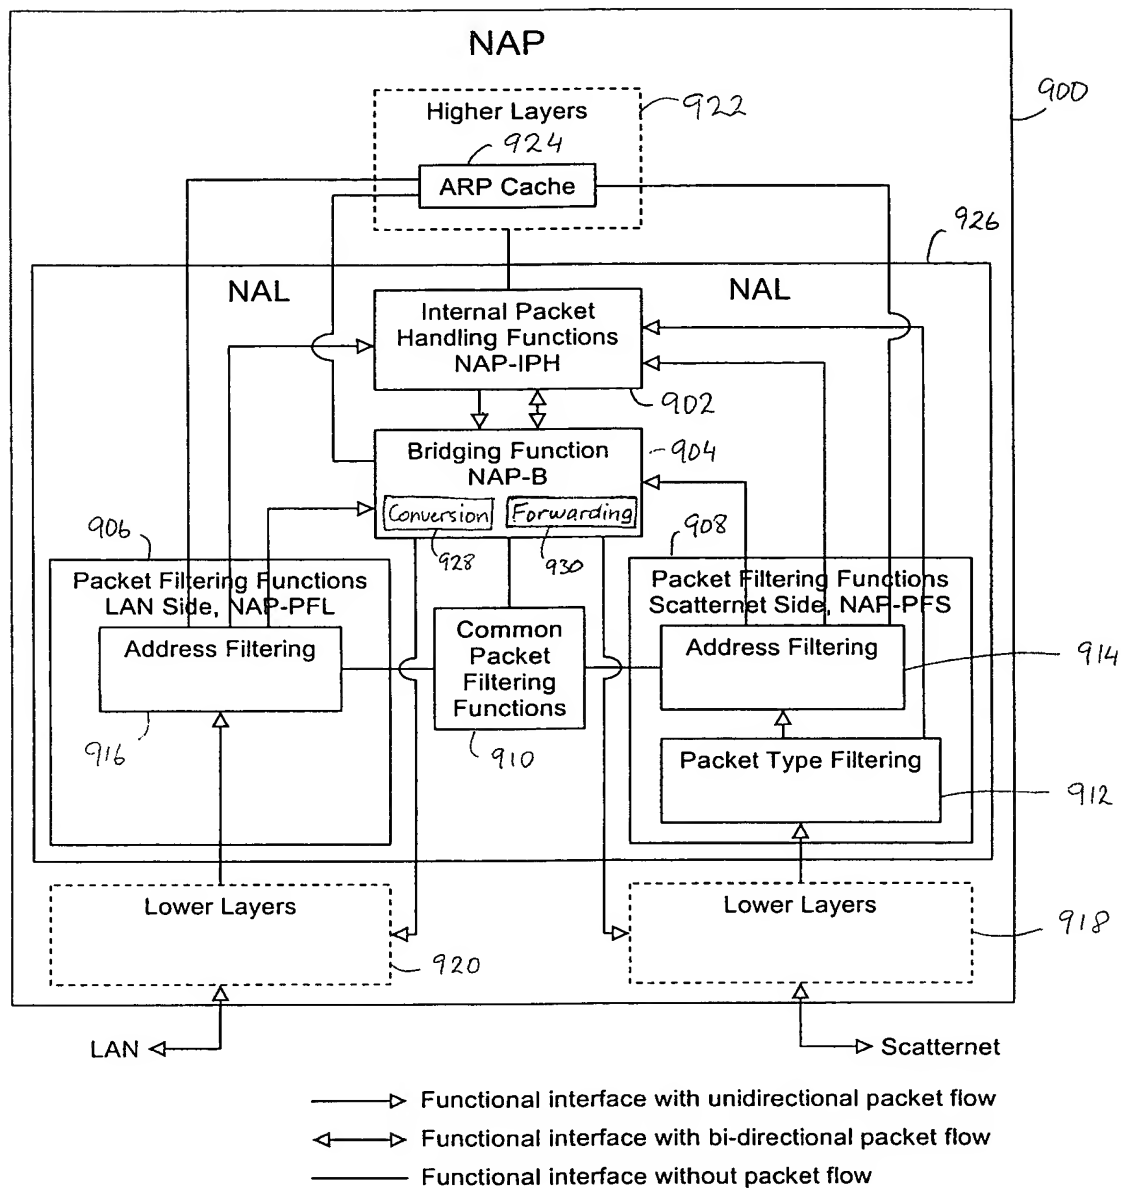 NAP
900
Higher Layers
922
924
ARP Cache
926
NAL
NAL
Internal Packet
Handling Functions
NAP-IPH
902
Bridging Function
NAP-B
904
Conversion
Forwarding
928
930
906
908
Packet Filtering Functions
LAN Side, NAP-PFL
Packet Filtering Functions
Scatternet Side, NAP-PFS
Address Filtering
916
Common
Packet
Filtering
Functions
910
Address Filtering
914
Packet Type Filtering
912
Lower Layers
920
Lower Layers
918
LAN
Scatternet
Functional interface with unidirectional packet flow
Functional interface with bi-directional packet flow
Functional interface without packet flow